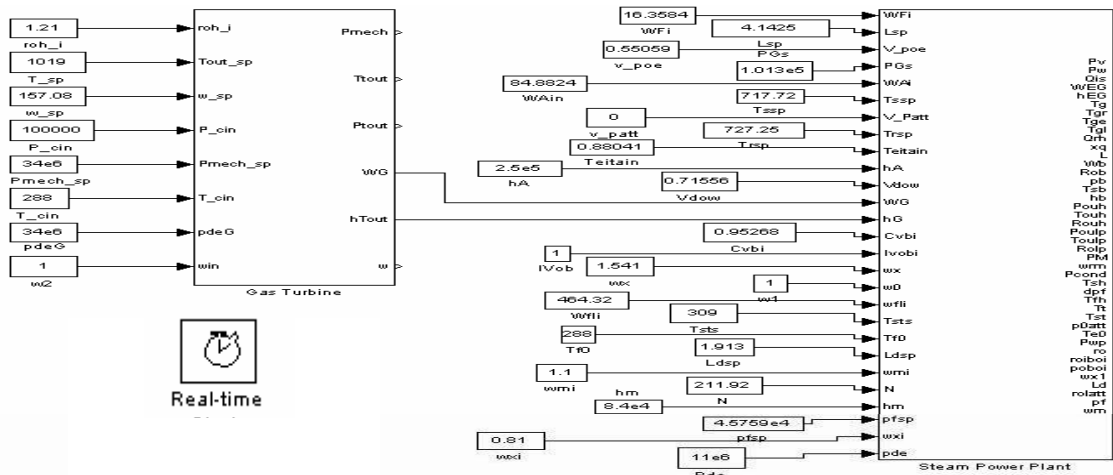 1.21
roh_i
1019
T_sp
157.08
w_sp
100000
P_cin
34e6
Pmech_sp
288
T_cin
34e6
pdeG
1
w2
roh_i
Tout_sp
w_sp
P_cin
Pmech_sp
T_cin
pdeG
win
Pmech
Ttout
Ptout
WG
hTout
w
Gas Turbine
Real-time
16.3584
WFi
4.1425
Lsp
0.55059
v_poe
PGs
1.013e5
84.8824
WAin
717.72
Tssp
0
v_patt
727.25
Trsp
0.88041
Teitain
2.5e5
hA
0.71556
Vdow
0.95268
Cvbi
1
IVob
1.541
wx
1
w1
464.32
Wfli
309
Tsts
288
Tf0
1.913
Ldsp
1.1
wmi
211.92
N
hm
8.4e4
4.5759e4
pfsp
0.81
wxi
11e6
WFi
Lsp
V_poe
PGs
WAi
Tssp
V_Patt
Trsp
Teitain
hA
Vdow
WG
hG
Cvbi
Ivobi
wx
w0
wfli
Tsts
Tf0
Ldsp
wmi
N
hm
pfsp
wxi
pde
Pv
Pw
Qis
WEG
hEG
Tg
Tgr
Tge
Tgl
Qrh
xq
L
Wb
Rob
pb
Tsb
hb
Pouh
Touh
Rouh
Poulp
Toulp
Rolp
PM
wrm
Pcond
Tsh
dpf
Tfh
Tt
Tst
p0att
Te0
Pwp
ro
roiboi
poboi
wx1
Ld
rolatt
pf
wm
Steam Power Plant